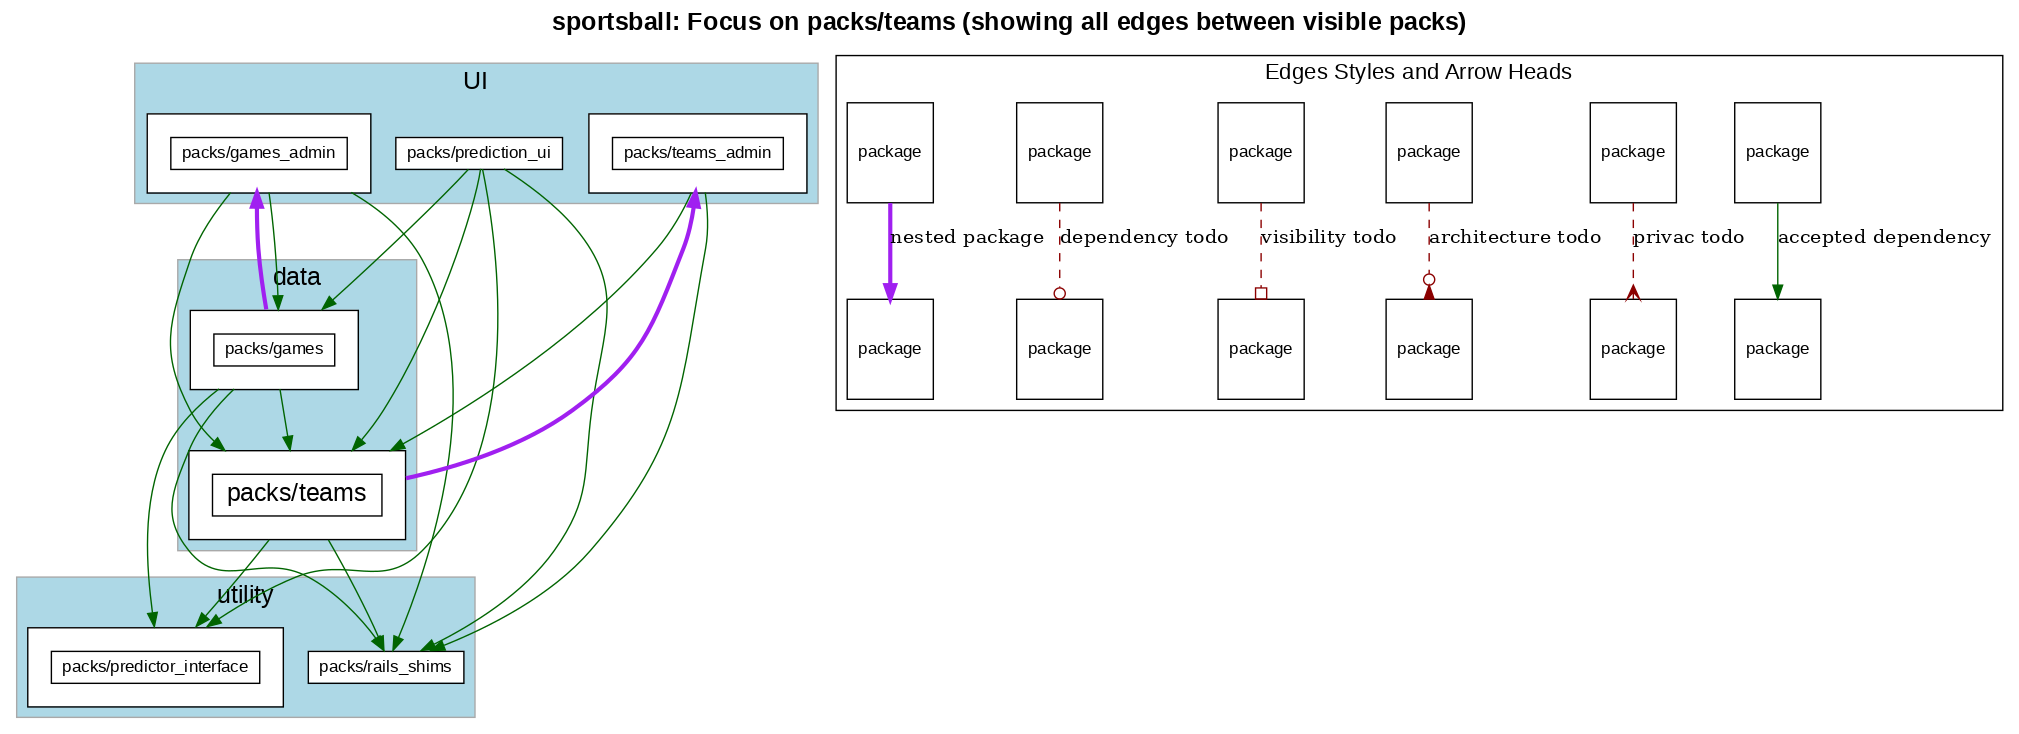 sportsball: Focus on packs/teams (showing all edges between visible packs)
UI
packs/games_admin
packs/prediction_ui
packs/teams_admin
data
packs/games
packs/teams
utility
packs/predictor_interface
packs/rails_shims
Edges Styles and Arrow Heads
package
package
package
package
package
package
nested package
dependency todo
visibility todo
architecture todo
privac todo
accepted dependency
package
package
package
package
package
package